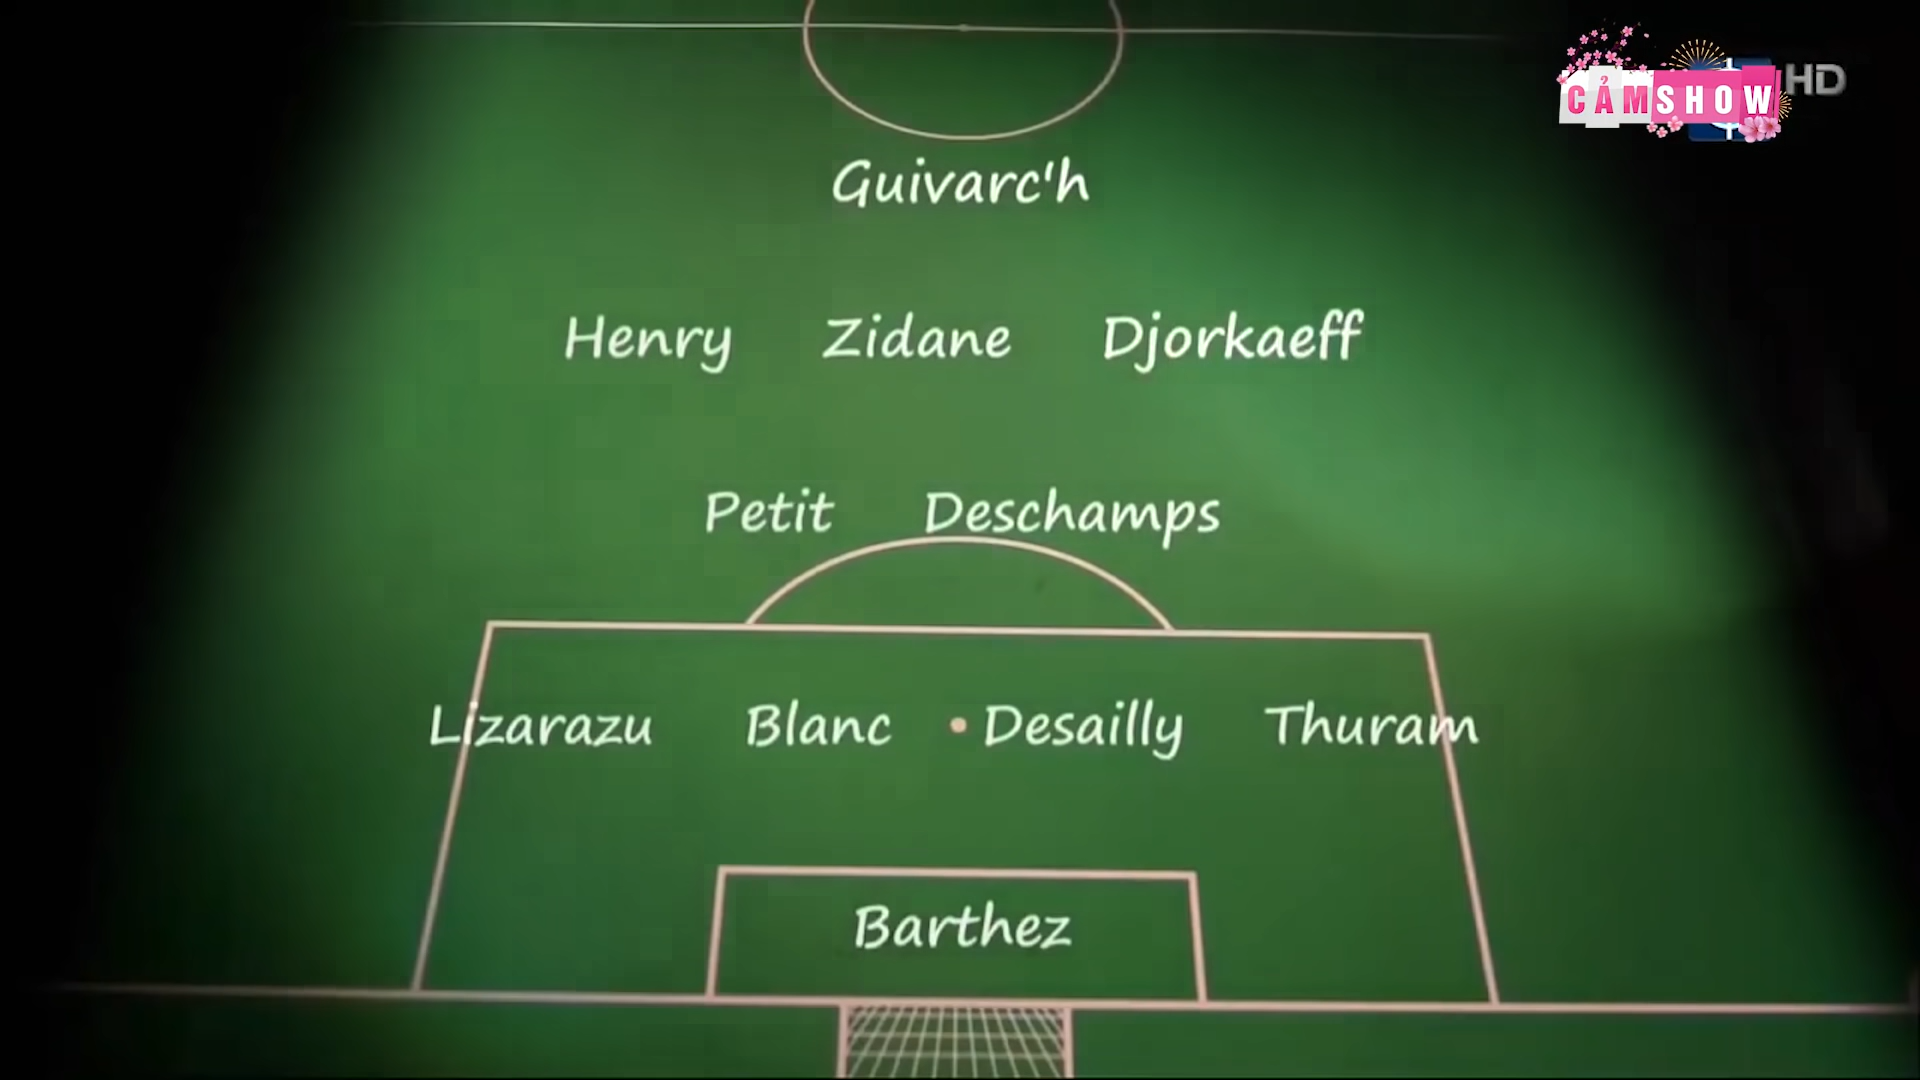 CẢMSHOW HD
Guivarc'h
Henry Zidane Djorkaeff
Petit Deschamps
Lizarazu Blanc Desailly Thuram
Barthez